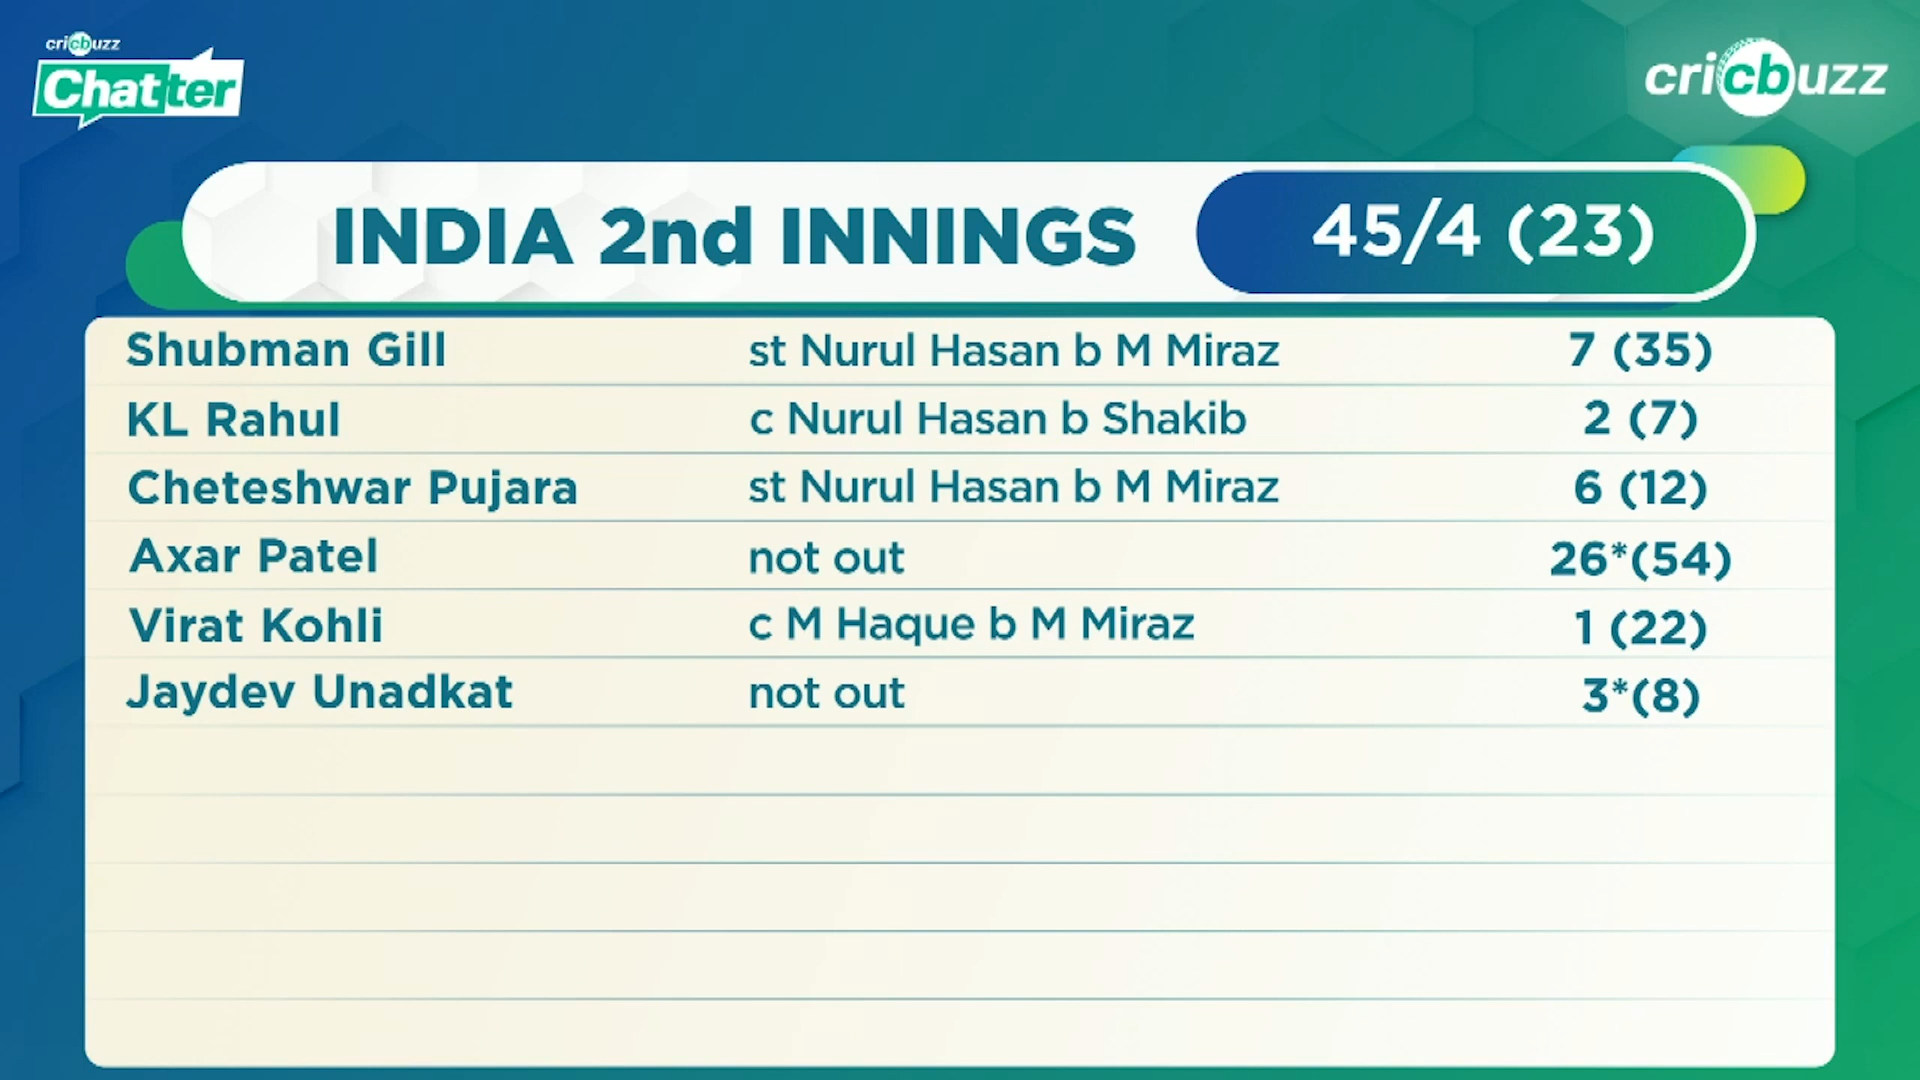 cricbuzz
Chatter
cricbuzz
INDIA 2nd INNINGS 45/4 (23)
Shubman Gill st Nurul Hasan b M Miraz 7 (35)
KL Rahul c Nurul Hasan b Shakib 2 (7)
Cheteshwar Pujara st Nurul Hasan b M Miraz 6 (12)
Axar Patel not out 26*(54)
Virat Kohli c M Haque b M Miraz 1 (22)
Jaydev Unadkat not out 3*(8)